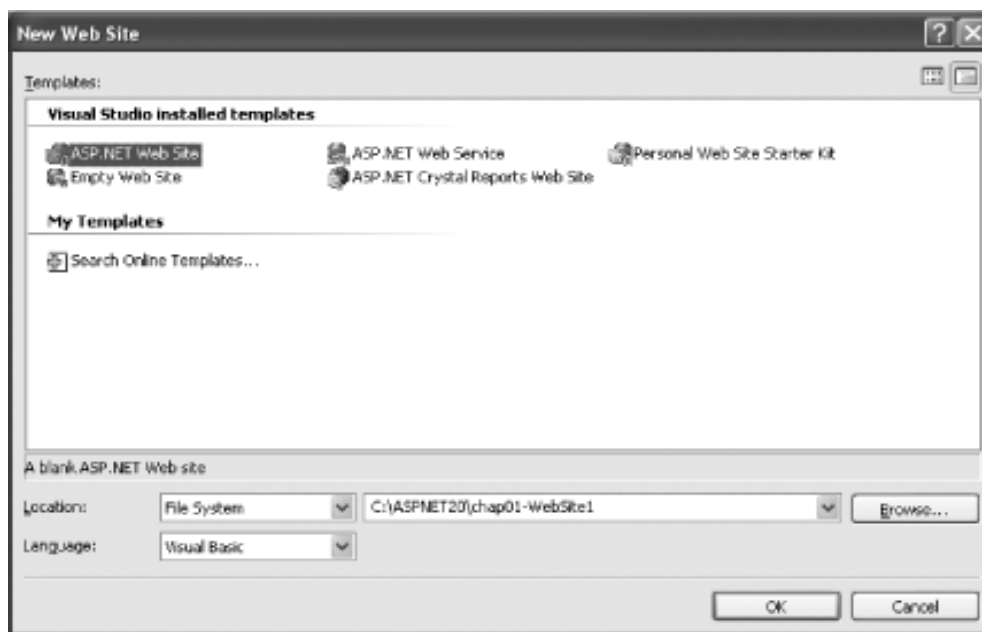 New Web Site
Templates:
Visual Studio installed templates
ASP.NET Web Site
ASP.NET Web Service
Personal Web Site Starter Kit
Empty Web Site
ASP.NET Crystal Reports Web Site
My Templates
Search Online Templates...
A blank ASP.NET Web site
Location:
File System
C:\ASPNET20\chap01-WebSite1
Browse...
Language:
Visual Basic
OK
Cancel